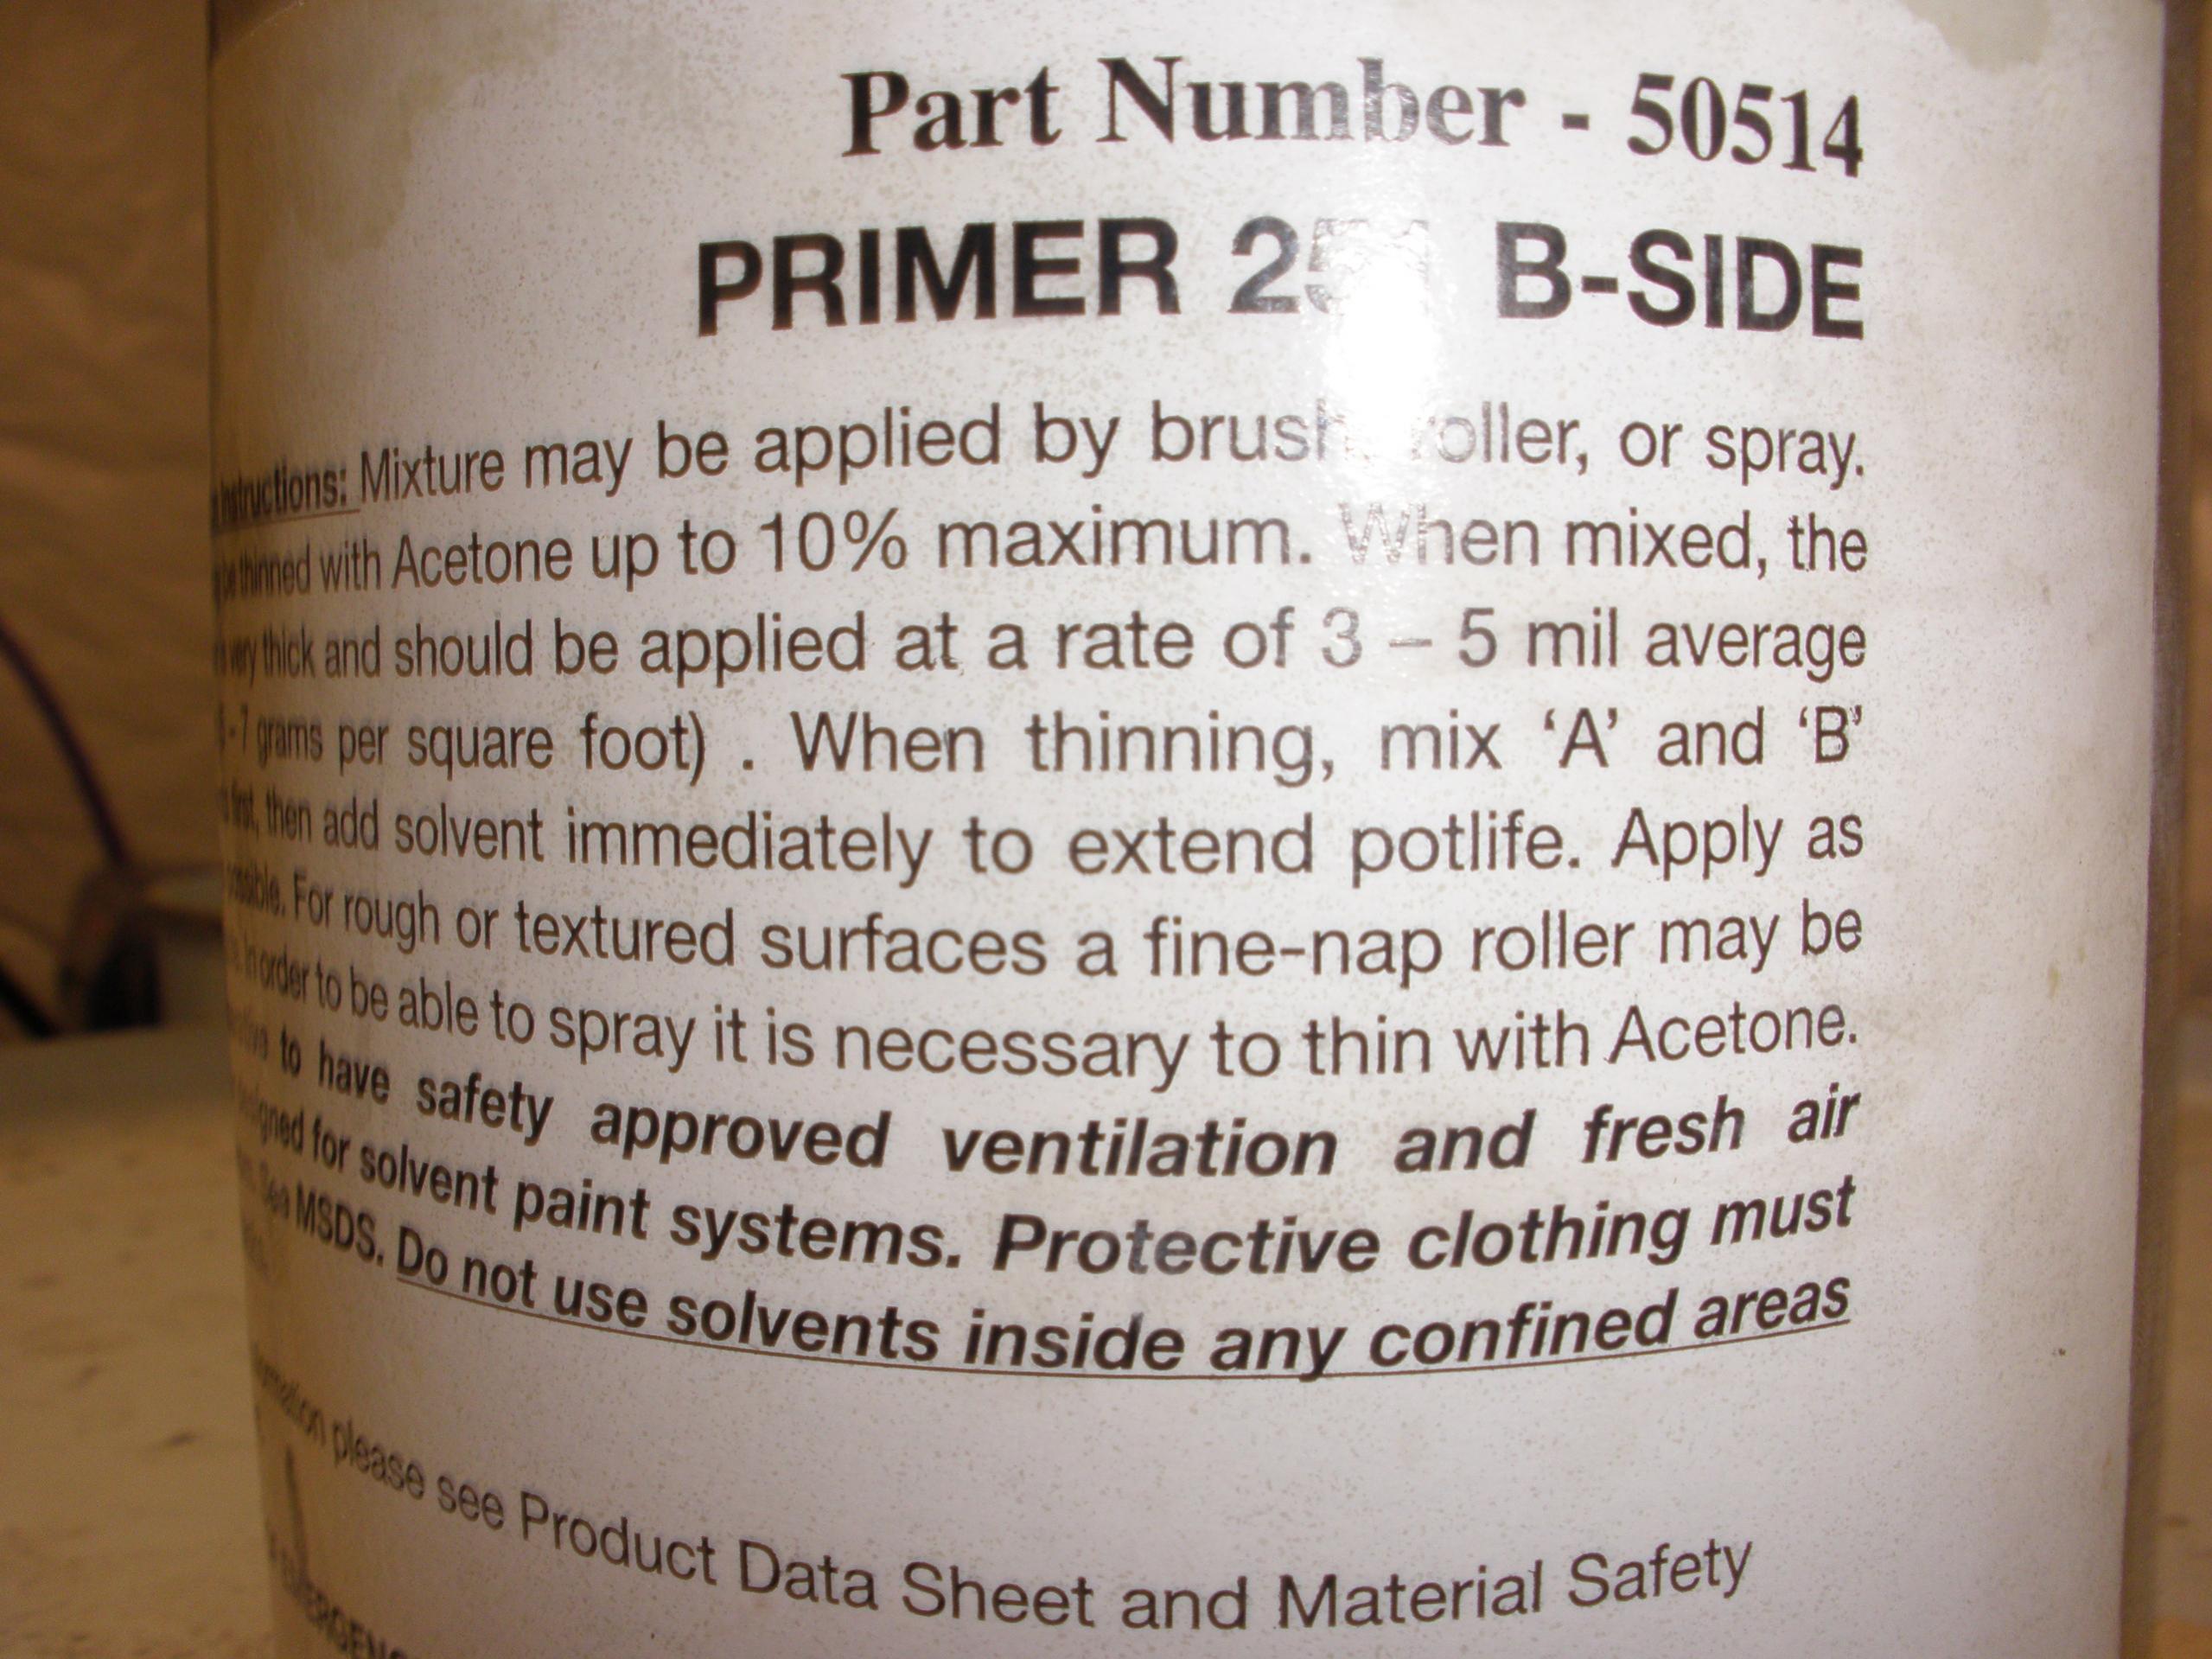 Part Number - 50514
PRIMER 251 B-SIDE
Instructions: Mixture may be applied by brush, roller, or spray.
be thinned with Acetone up to 10% maximum. When mixed, the
very thick and should be applied at a rate of 3 – 5 mil average
- 7 grams per square foot) . When thinning, mix ‘A’ and ‘B’
first, then add solvent immediately to extend potlife. Apply as
For rough or textured surfaces a fine-nap roller may be
In order to be able to spray it is necessary to thin with Acetone.
to have safety approved ventilation and fresh air
for solvent paint systems. Protective clothing must
See MSDS. Do not use solvents inside any confined areas
please see Product Data Sheet and Material Safety